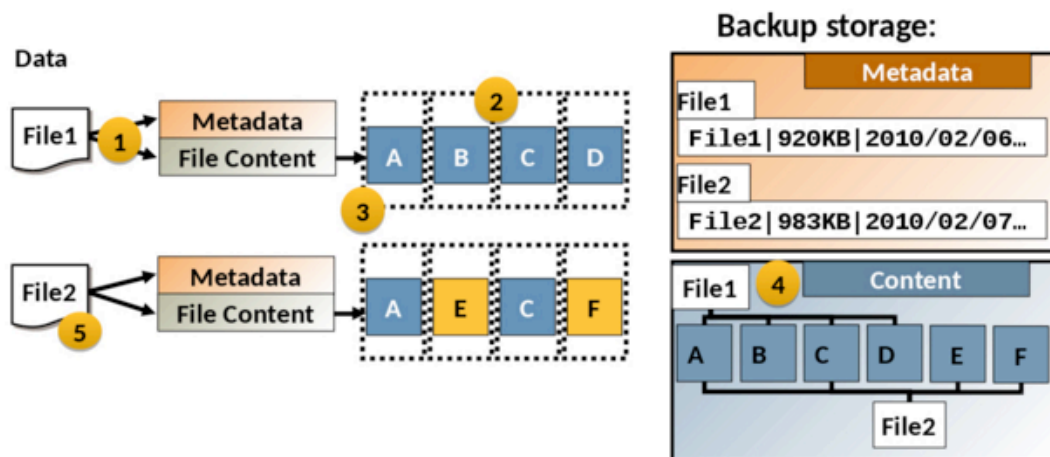 Backup storage:
Data
File1
1
Metadata
File Content
2
A B C D
3
File2
5
Metadata
File Content
A E C F
Metadata
File1
File1|920KB|2010/02/06…
File2
File2|983KB|2010/02/07…
File1
4
Content
A B C D E F
File2